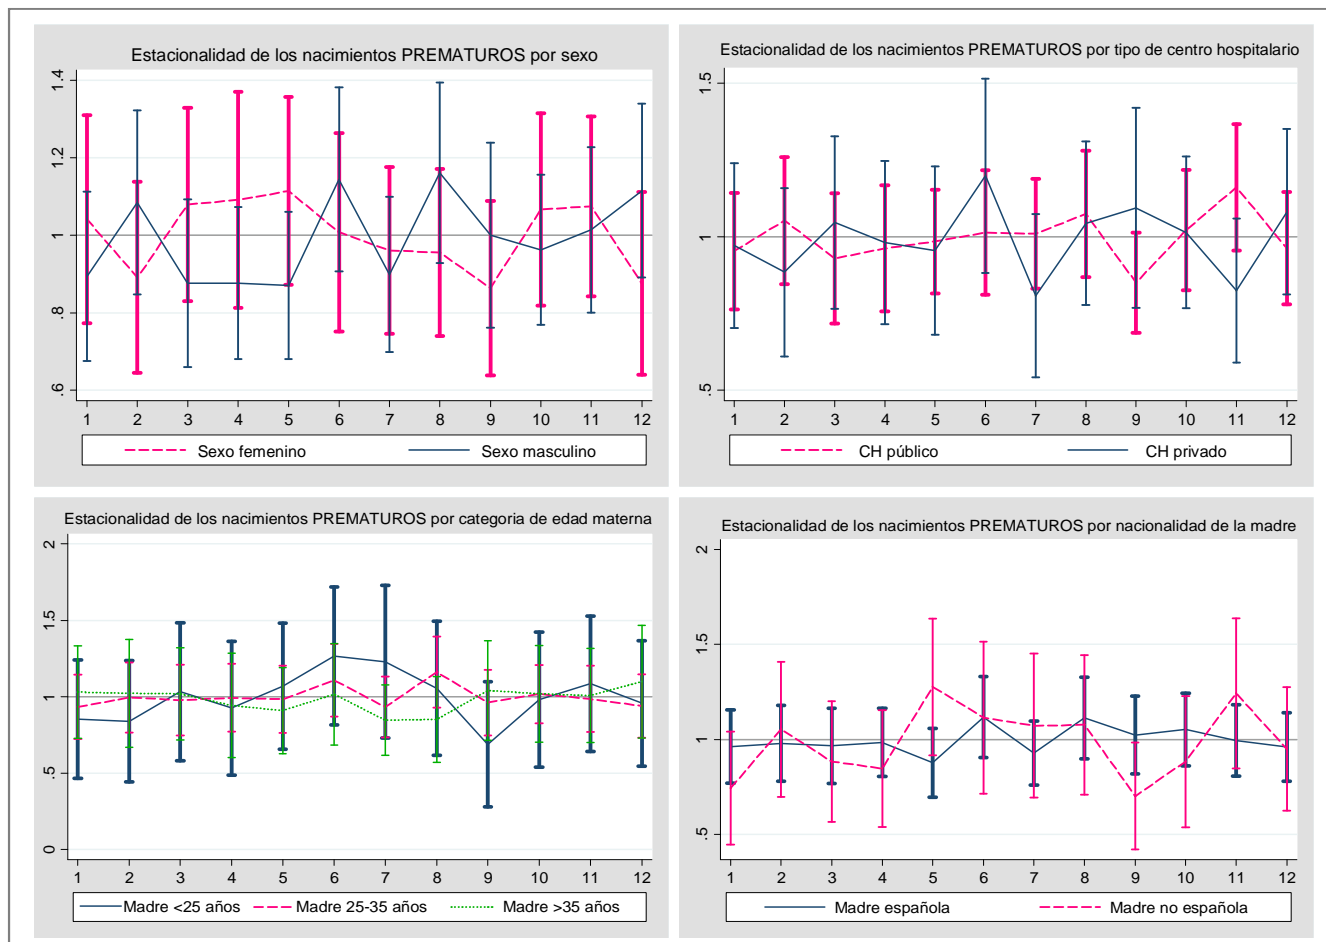 Estacionalidad de los nacimientos PREMATUROS por sexo
1.4
1.2
1
.8
.6
1 2 3 4 5 6 7 8 9 10 11 12
Sexo femenino Sexo masculino
Estacionalidad de los nacimientos PREMATUROS por tipo de centro hospitalario
1.5
1
.5
1 2 3 4 5 6 7 8 9 10 11 12
CH público CH privado
Estacionalidad de los nacimientos PREMATUROS por categoria de edad materna
2
1.5
1
.5
0
1 2 3 4 5 6 7 8 9 10 11 12
Madre <25 años Madre 25-35 años Madre >35 años
Estacionalidad de los nacimientos PREMATUROS por nacionalidad de la madre
2
1.5
1
.5
1 2 3 4 5 6 7 8 9 10 11 12
Madre española Madre no española